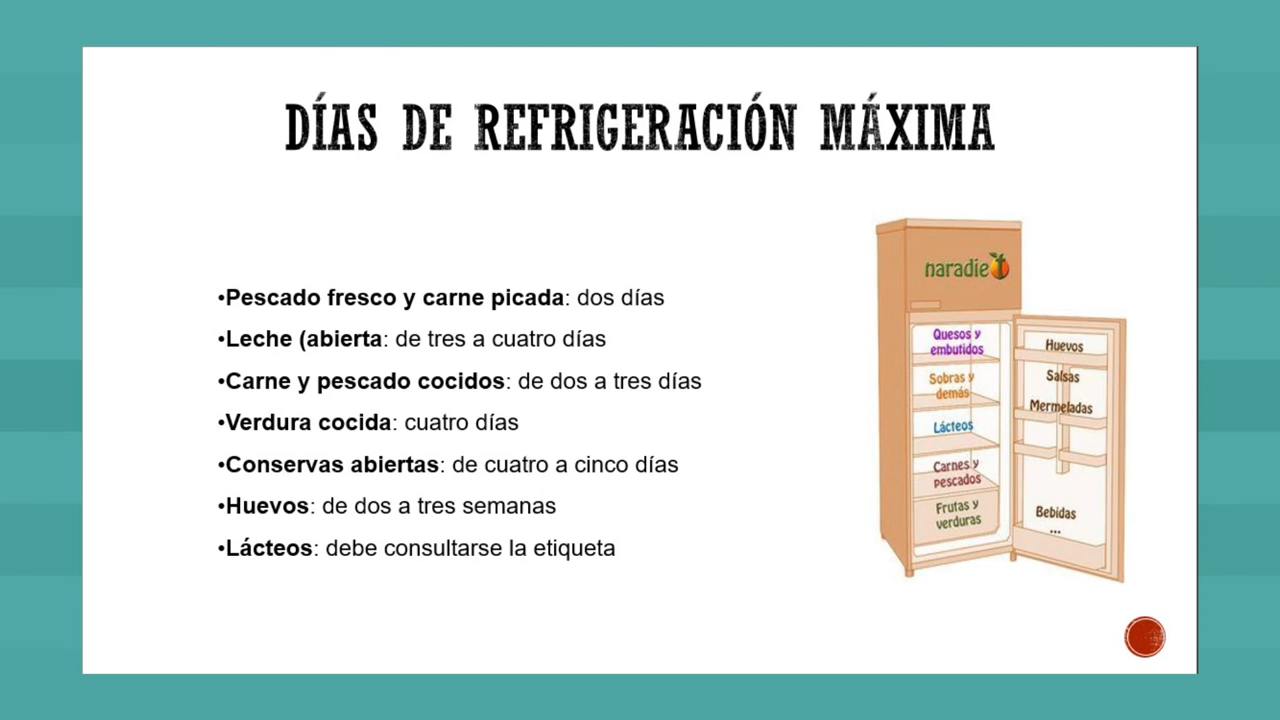 DÍAS DE REFRIGERACIÓN MÁXIMA
•Pescado fresco y carne picada: dos días
•Leche (abierta: de tres a cuatro días
•Carne y pescado cocidos: de dos a tres días
•Verdura cocida: cuatro días
•Conservas abiertas: de cuatro a cinco días
•Huevos: de dos a tres semanas
•Lácteos: debe consultarse la etiqueta
naradiet
Quesos y
embutidos
Sobras y
demás
Lácteos
Carnes y
pescados
Frutas y
verduras
Huevos
Salsas
Mermeladas
Bebidas
...